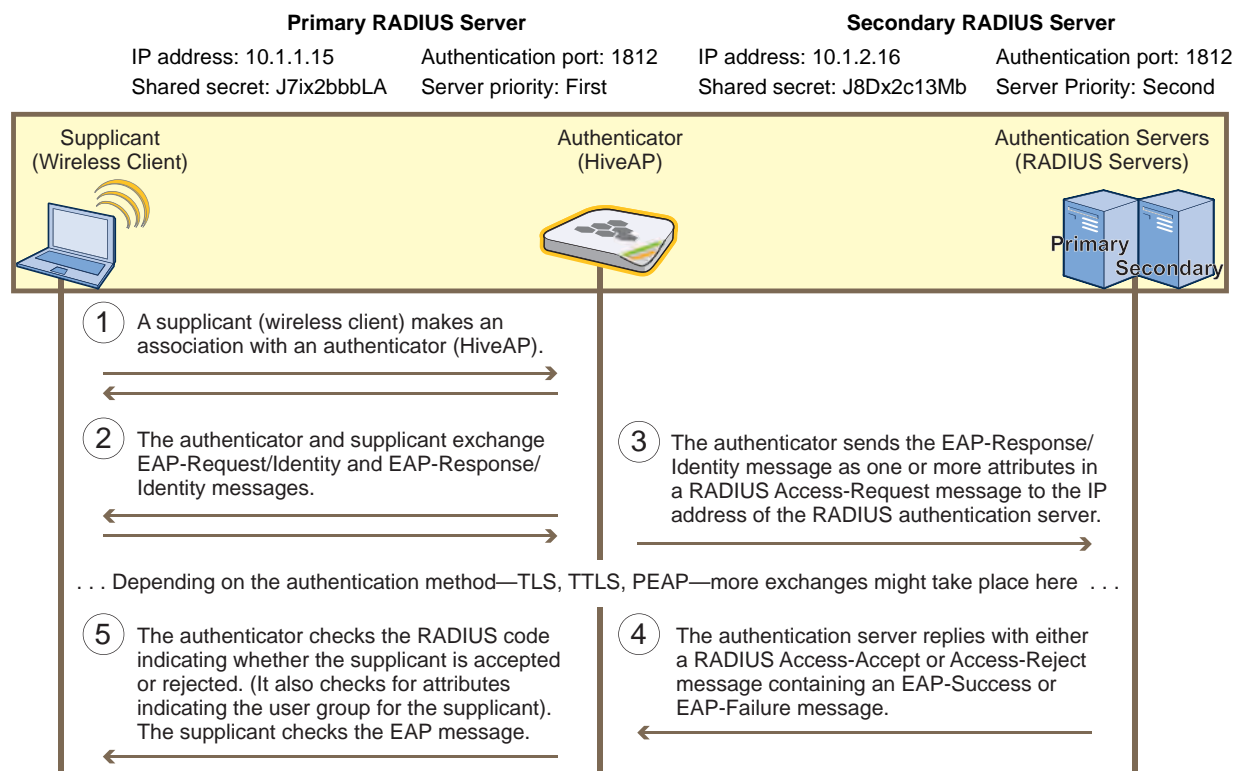 Primary RADIUS Server
IP address: 10.1.1.15
Authentication port: 1812
Shared secret: J7ix2bbbLA
Server priority: First
Secondary RADIUS Server
IP address: 10.1.2.16
Authentication port: 1812
Shared secret: J8Dx2c13Mb
Server Priority: Second
Supplicant
(Wireless Client)
Authenticator
(HiveAP)
Authentication Servers
(RADIUS Servers)
Primary
Secondary
1
A supplicant (wireless client) makes an
association with an authenticator (HiveAP).
2
The authenticator and supplicant exchange
EAP-Request/Identity and EAP-Response/
Identity messages.
3
The authenticator sends the EAP-Response/
Identity message as one or more attributes in
a RADIUS Access-Request message to the IP
address of the RADIUS authentication server.
. . . Depending on the authentication method—TLS, TTLS, PEAP—more exchanges might take place here . . .
5
The authenticator checks the RADIUS code
indicating whether the supplicant is accepted
or rejected. (It also checks for attributes
indicating the user group for the supplicant).
The supplicant checks the EAP message.
4
The authentication server replies with either
a RADIUS Access-Accept or Access-Reject
message containing an EAP-Success or
EAP-Failure message.